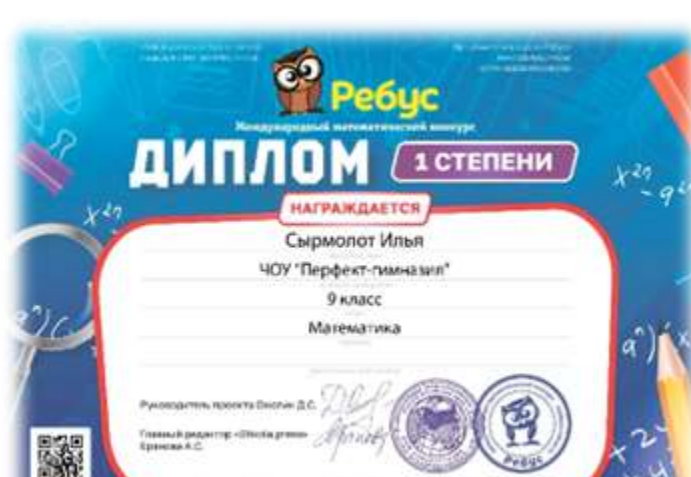 Ребус
Международный математический конкурс
ДИПЛОМ 1 СТЕПЕНИ
НАГРАЖДАЕТСЯ
Сырмолот Илья
ЧОУ "Перфект-гимназия"
9 класс
Математика
Руководитель проекта Д.С.
Главный редактор
А.С.
Ребус